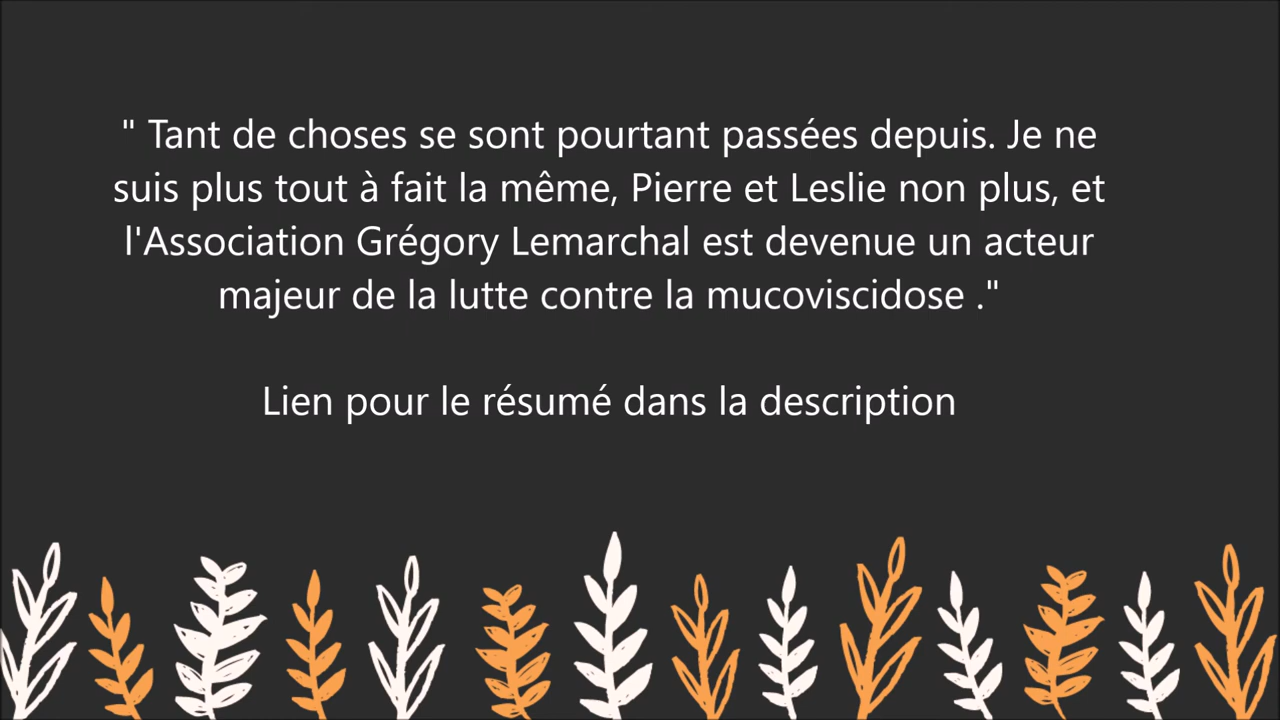 " Tant de choses se sont pourtant passées depuis. Je ne
suis plus tout à fait la même, Pierre et Leslie non plus, et
l'Association Grégory Lemarchal est devenue un acteur
majeur de la lutte contre la mucoviscidose ."
Lien pour le résumé dans la description